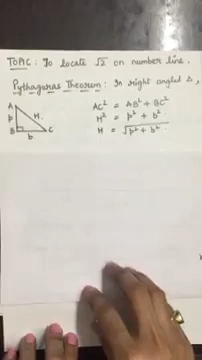 TOPIC : To locate √2 on number line.
Pythaguras Theorem : In right angled Δ,
A
P
H
B
b
C
AC² = AB² + BC²
H² = p² + b²
H = √p² + b²